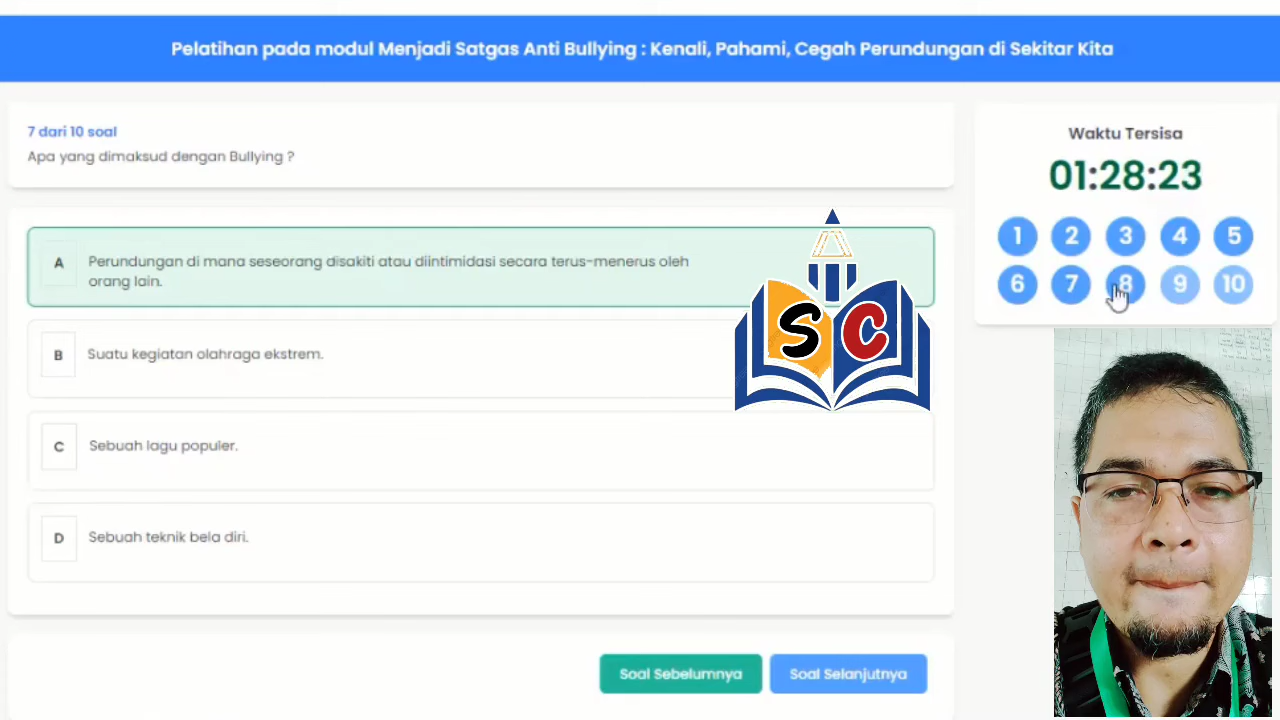 Pelatihan pada modul Menjadi Satgas Anti Bullying : Kenali, Pahami, Cegah Perundungan di Sekitar Kita
7 dari 10 soal
Apa yang dimaksud dengan Bullying ?
A Perundungan di mana seseorang disakiti atau diintimidasi secara terus-menerus oleh
orang lain.
B Suatu kegiatan olahraga ekstrem.
C Sebuah lagu populer.
D Sebuah teknik bela diri.
Soal Sebelumnya Soal Selanjutnya
Waktu Tersisa
01:28:23
1 2 3 4 5
6 7 8 9 10
S C